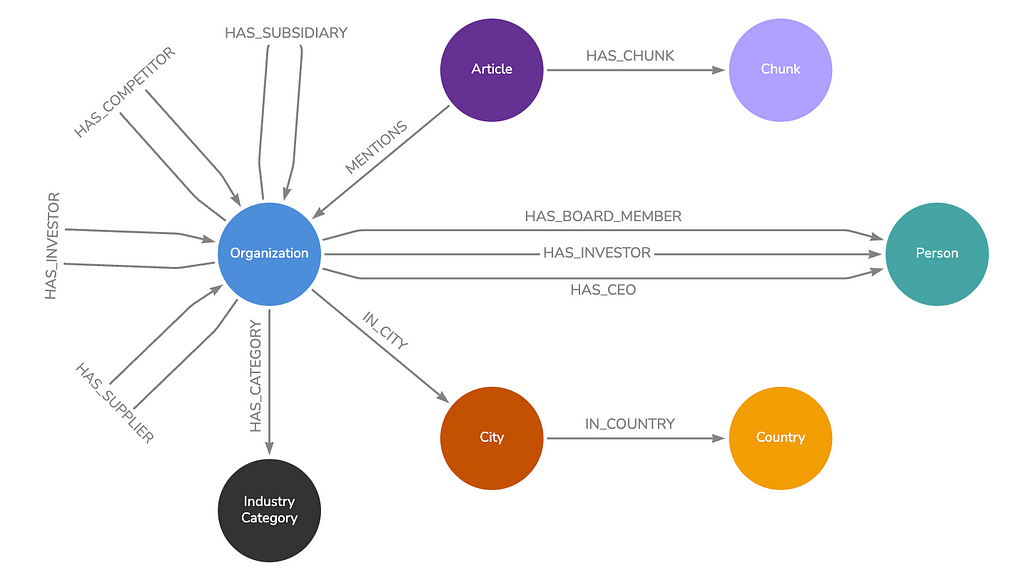 HAS_SUBSIDIARY
HAS_COMPETITOR
Article
HAS_CHUNK
Chunk
MENTIONS
HAS_INVESTOR
Organization
HAS_BOARD_MEMBER
HAS_INVESTOR
HAS_CEO
Person
HAS_SUPPLIER
HAS_CATEGORY
IN_CITY
City
IN_COUNTRY
Country
Industry
Category